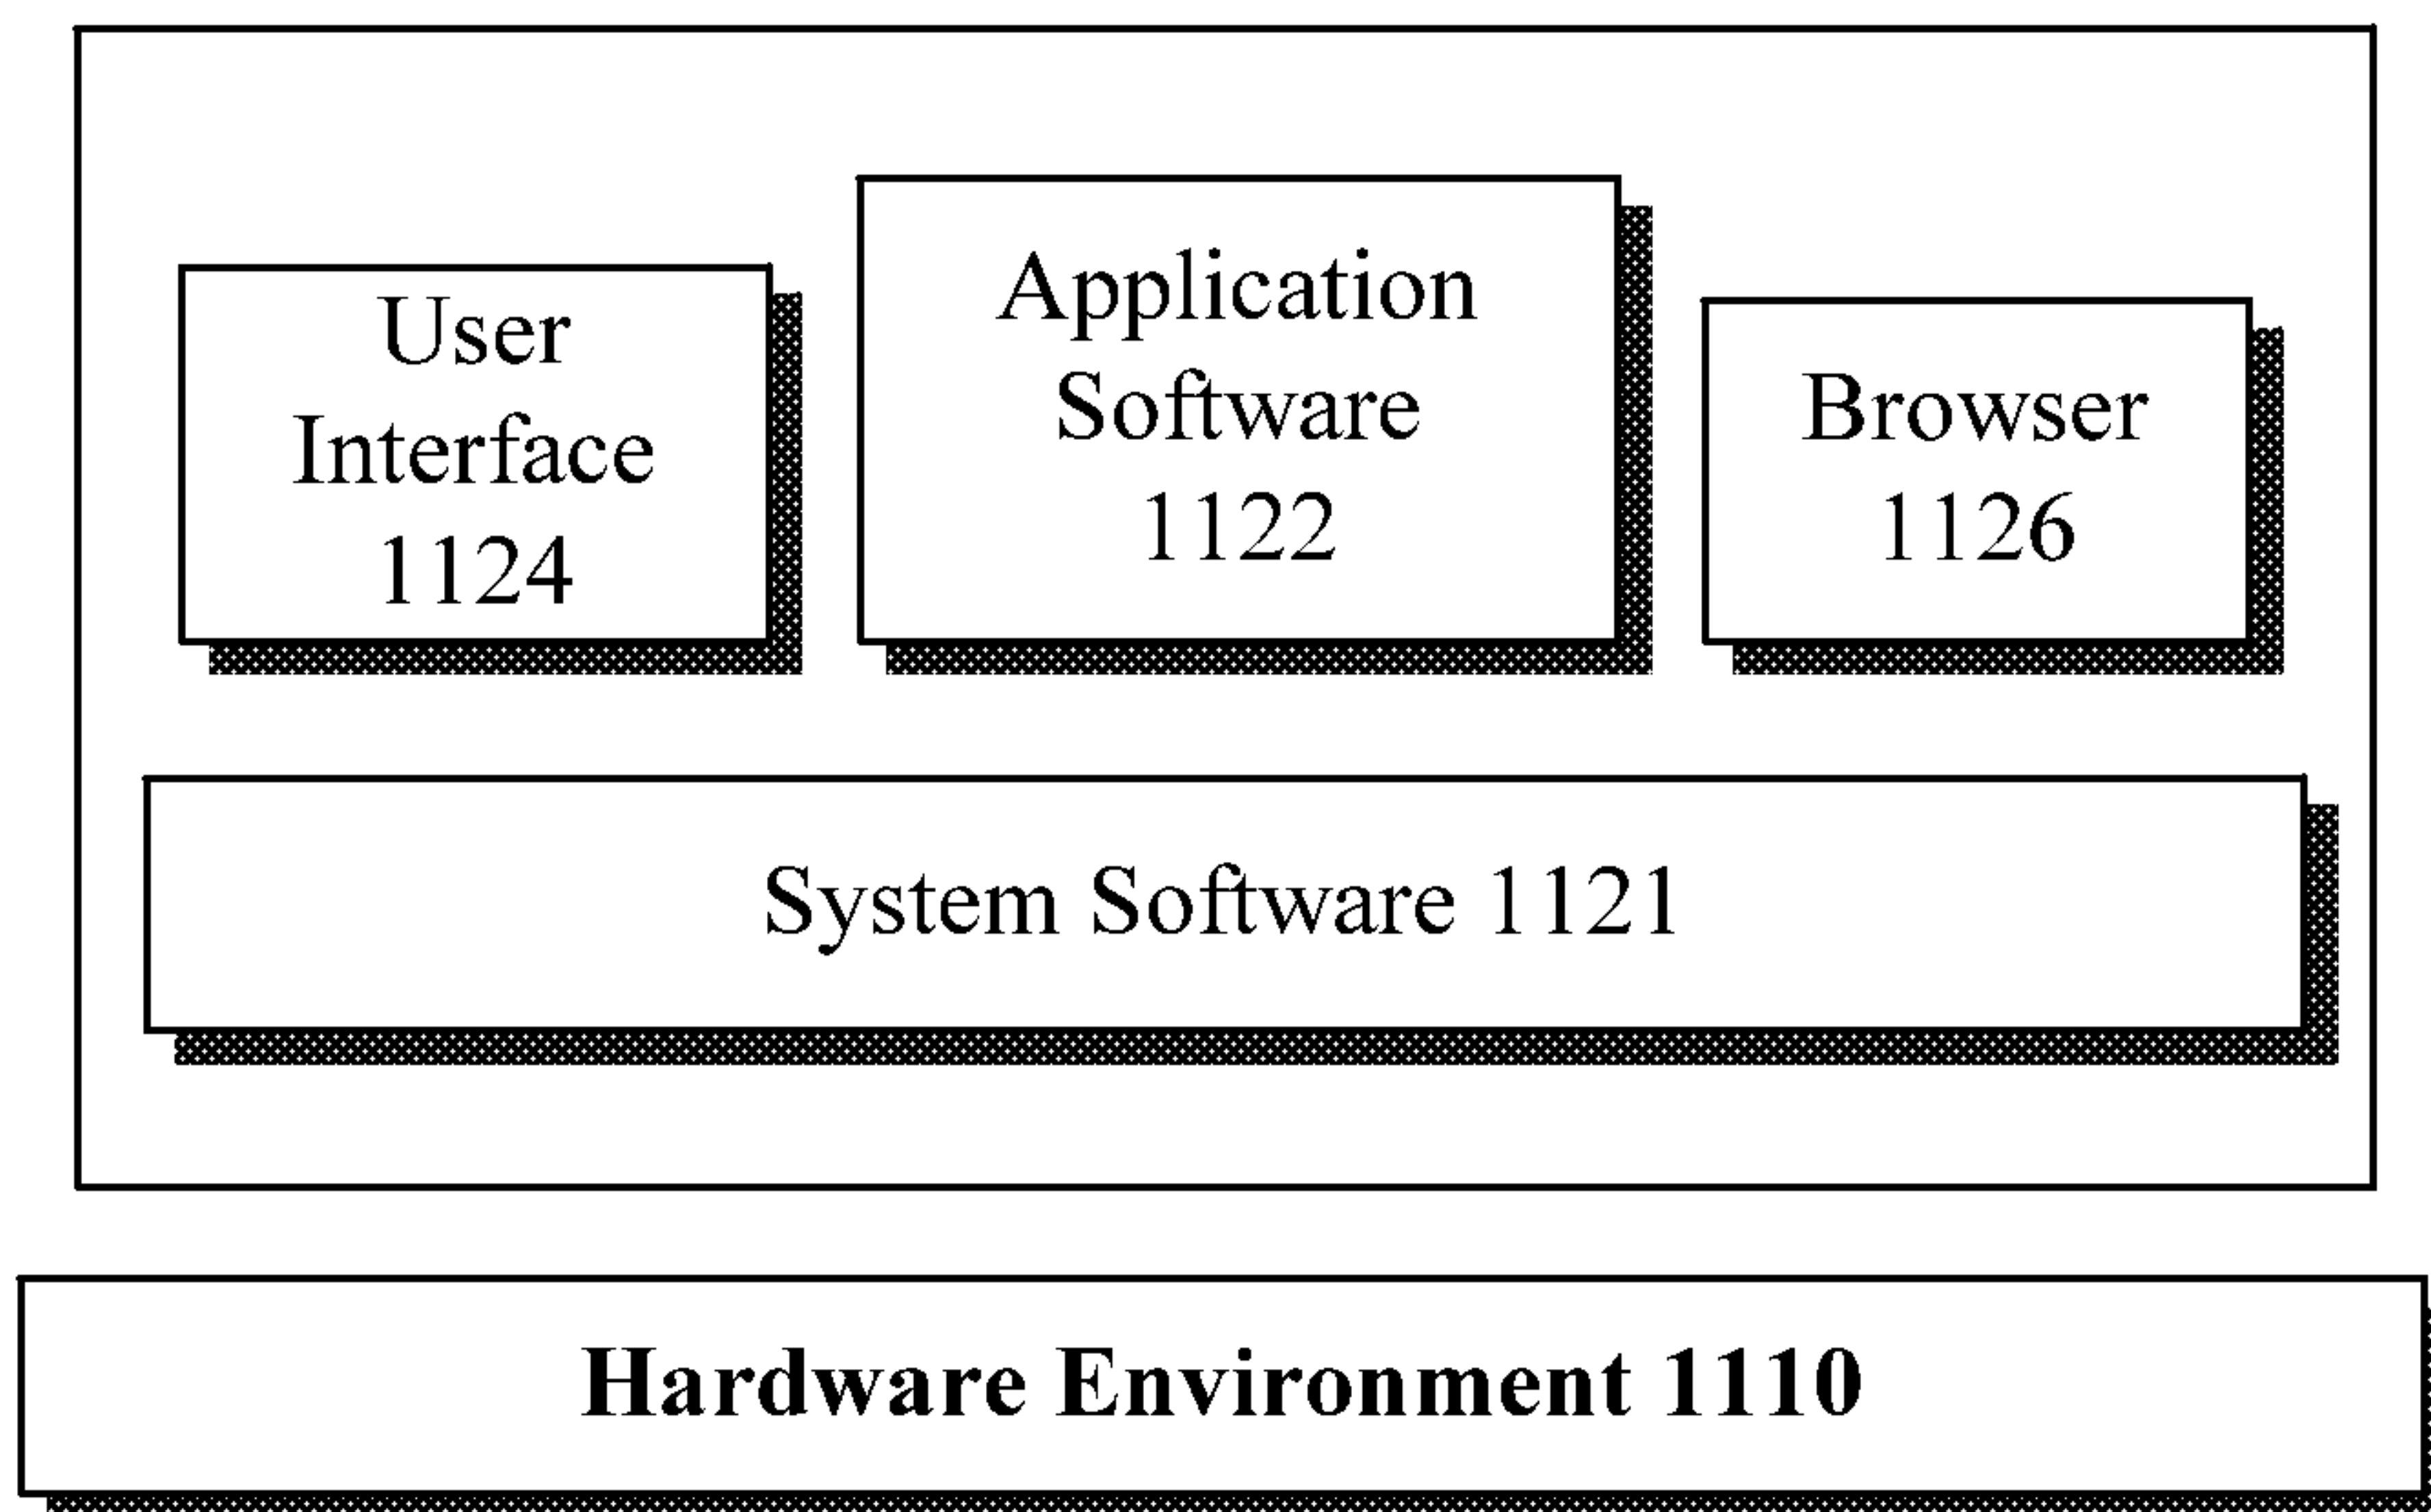 User
Interface
1124
Application
Software
1122
Browser
1126
System Software 1121
Hardware Environment 1110